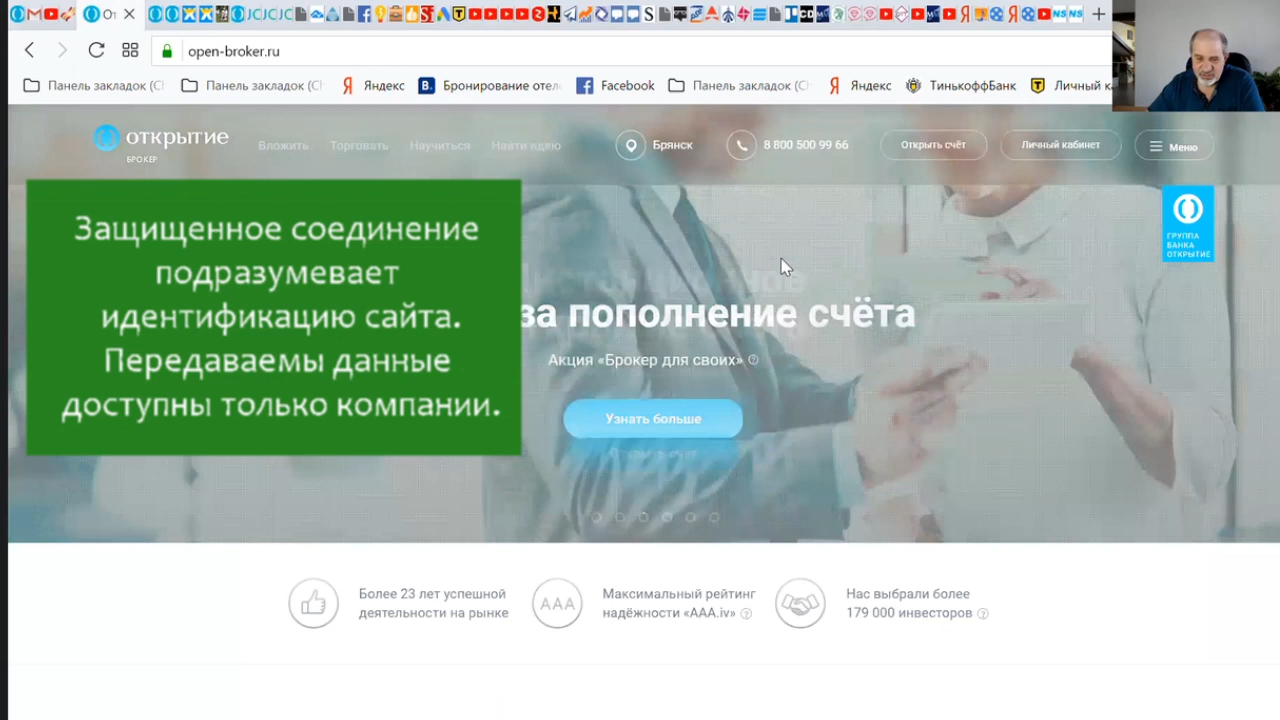 От
open-broker.ru
Панель закладок (С
Панель закладок (С
Яндекс
Бронирование отел
Facebook
Панель закладок (С
Яндекс
ТинькоффБанк
Личный к
открытие
БРОКЕР
Вложить
Торговать
Научиться
Найти идею
Брянск
8 800 500 99 66
Открыть счёт
Личный кабинет
Меню
ГРУППА
БАНКА
ОТКРЫТИЕ
Защищенное соединение
подразумевает
идентификацию сайта.
Передаваемы данные
доступны только компании.
за пополнение счёта
Акция «Брокер для своих»
Узнать больше
Более 23 лет успешной
деятельности на рынке
AAA
Максимальный рейтинг
надёжности «AAA.iv»
Нас выбрали более
179 000 инвесторов